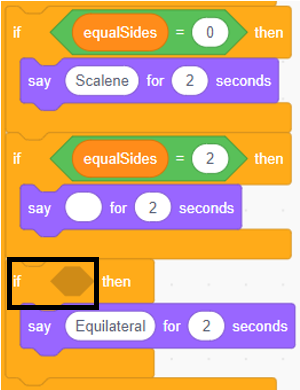 if equalSides = 0 then
say Scalene for 2 seconds
if equalSides = 2 then
say for 2 seconds
if then
say Equilateral for 2 seconds